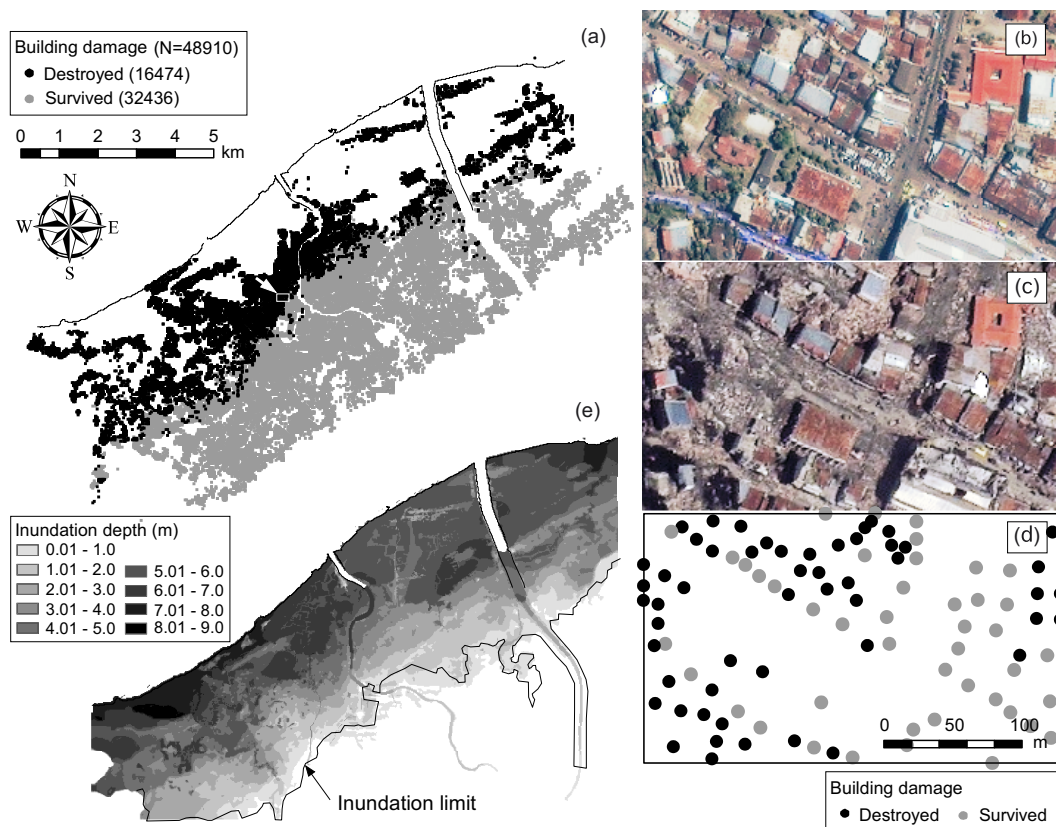 Building damage (N=48910)
Destroyed (16474)
Survived (32436)
0 1 2 3 4 5
km
N
W E
S
(a)
(b)
(c)
(d)
0 50 100
m
Building damage
Destroyed Survived
(e)
Inundation depth (m)
0.01 - 1.0
1.01 - 2.0
2.01 - 3.0
3.01 - 4.0
4.01 - 5.0
5.01 - 6.0
6.01 - 7.0
7.01 - 8.0
8.01 - 9.0
Inundation limit